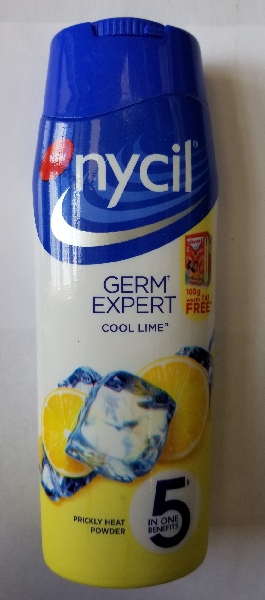 NEW
nycil®
GERM†
EXPERT
COOL LIME
100g
FREE
5
IN ONE
BENEFITS
PRICKLY HEAT
POWDER